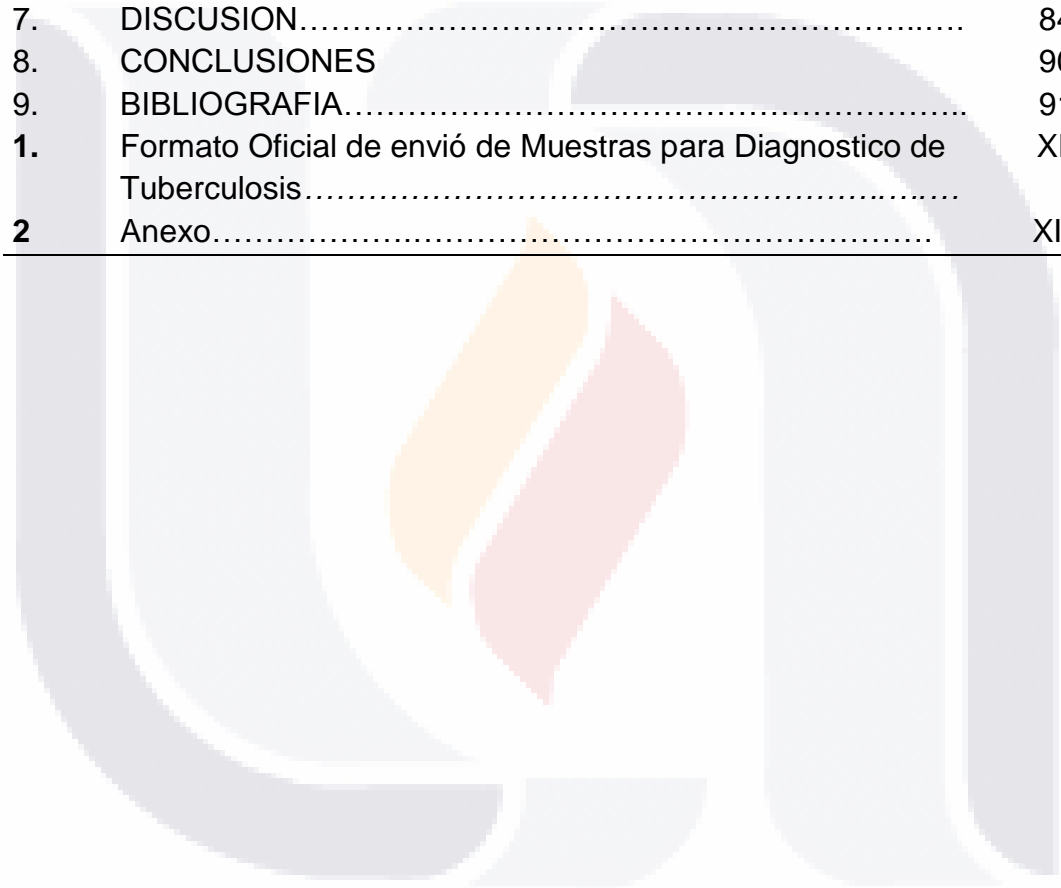 7. DISCUSION……………………………………………………….…. 84
8. CONCLUSIONES 90
9. BIBLIOGRAFIA…………………………………………………..
1. Formato Oficial de envió de Muestras para Diagnostico de
Tuberculosis……………………………………………….……
2 Anexo……………….………………………………………….